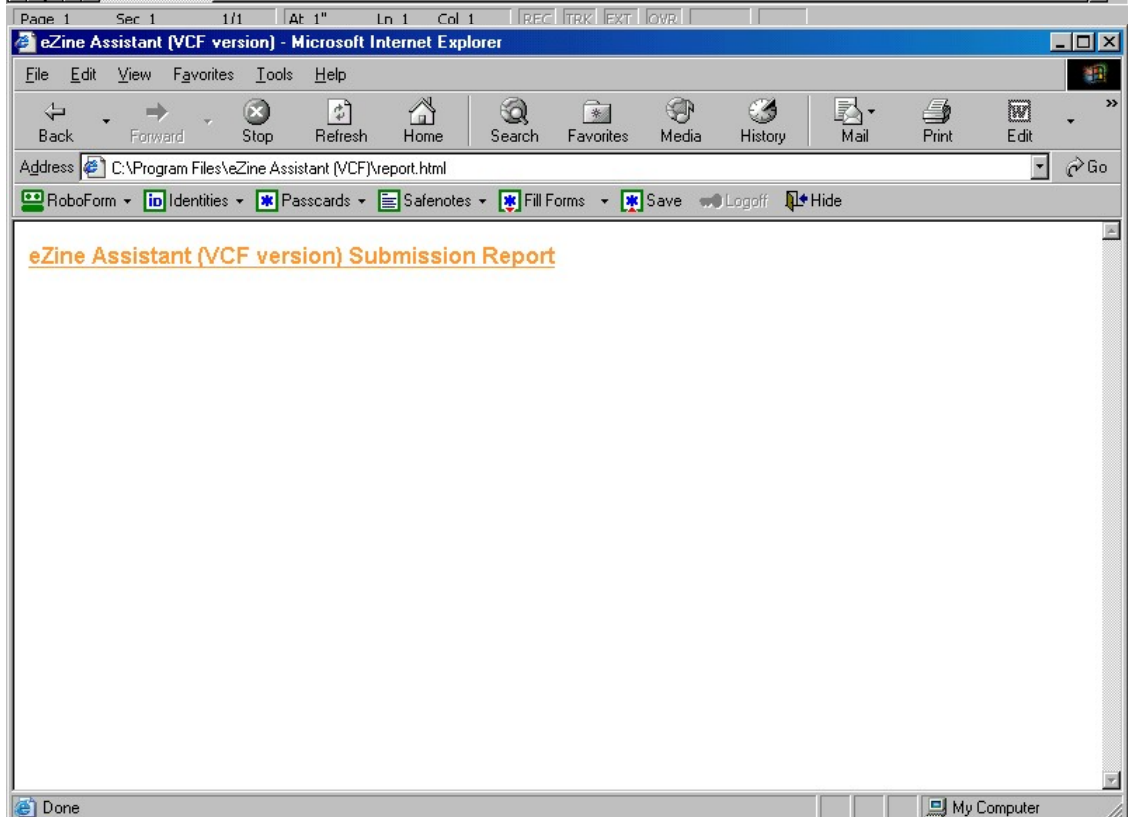 Page 1 Sec 1 1/1 At 1" Ln 1 Col 1 REC TRK EXT OVR
eZine Assistant (VCF version) - Microsoft Internet Explorer
File Edit View Favorites Tools Help
Back Forward Stop Refresh Home Search Favorites Media History Mail Print Edit
Address C:\Program Files\eZine Assistant (VCF)\report.html Go
RoboForm Identities Passcards Safenotes Fill Forms Save Logoff Hide
eZine Assistant (VCF version) Submission Report
Done My Computer